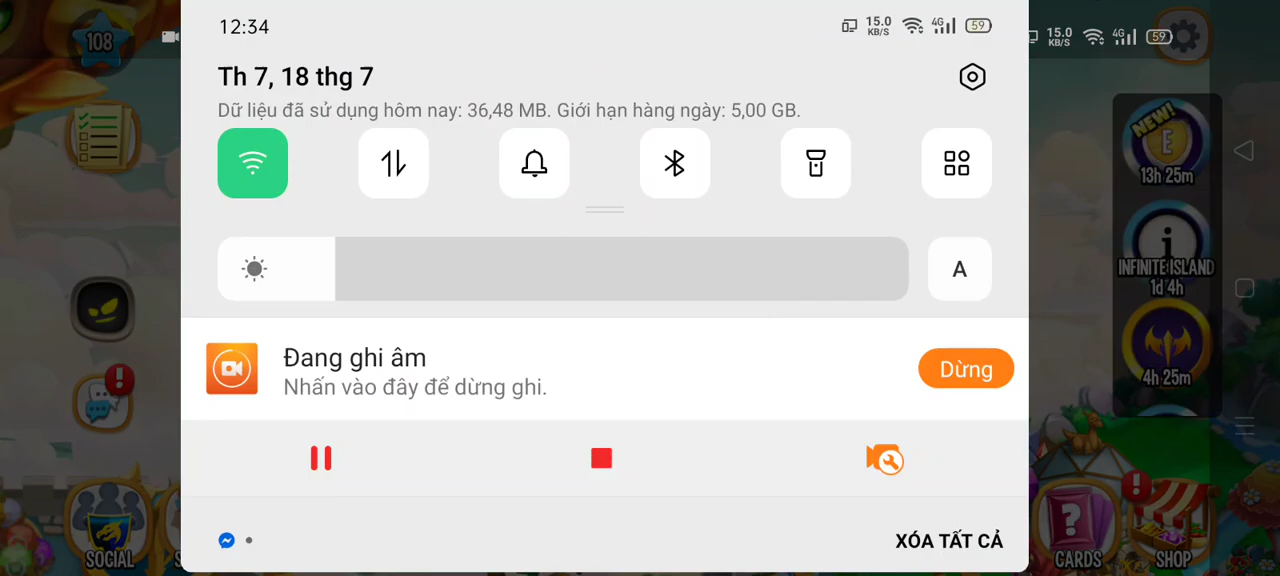 12:34
15.0
KB/S
4G
59
Th 7, 18 thg 7
Dữ liệu đã sử dụng hôm nay: 36,48 MB. Giới hạn hàng ngày: 5,00 GB.
A
Đang ghi âm
Nhấn vào đây để dừng ghi.
Dừng
XÓA TẤT CẢ
108
SOCIAL
15.0
KB/S
4G
59
NEW!
E
13h 25m
INFINITE ISLAND
1d 4h
4h 25m
CARDS
SHOP